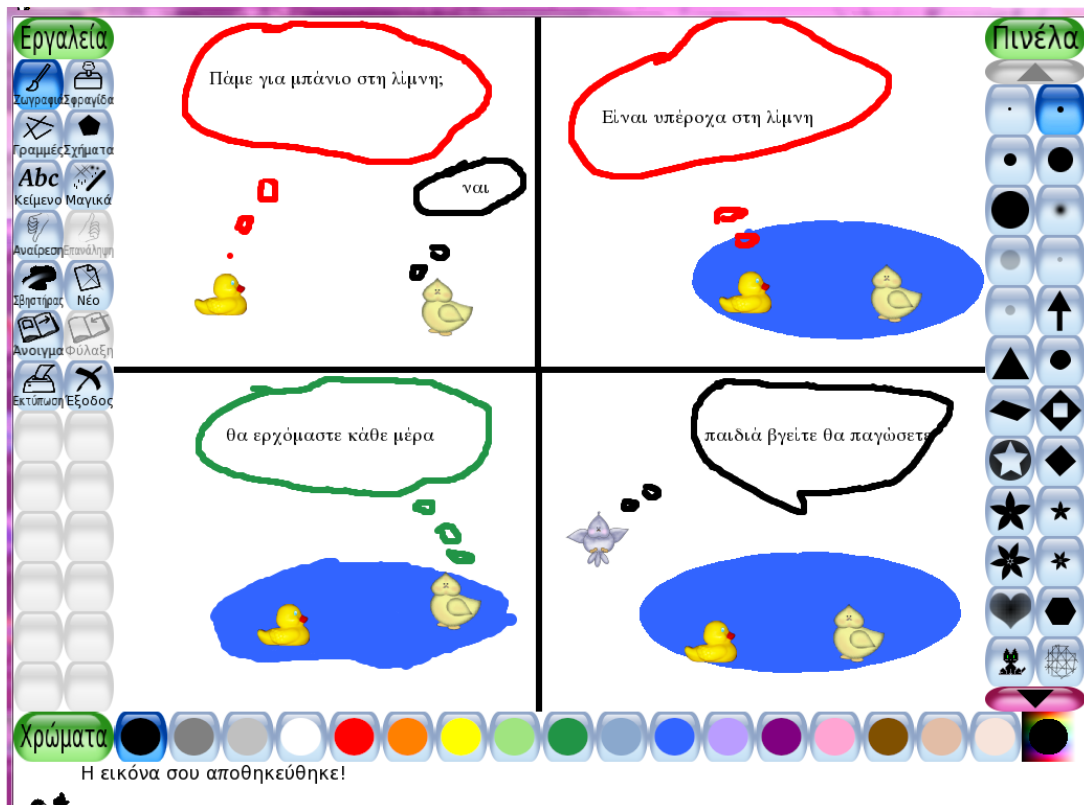 Εργαλεία
Πινέλα
Ζωγραφιά Σφραγίδα
Γραμμές Σχήματα
Abc
Κείμενο Μαγικά
Αναίρεση Επανάληψη
Σβηστήρας Νέο
Άνοιγμα Φύλαξη
Εκτύπωση Έξοδος
Πάμε για μπάνιο στη λίμνη;
ναι
Είναι υπέροχα στη λίμνη
θα ερχόμαστε κάθε μέρα
παιδιά βγείτε θα παγώσετε
Χρώματα
Η εικόνα σου αποθηκεύθηκε!